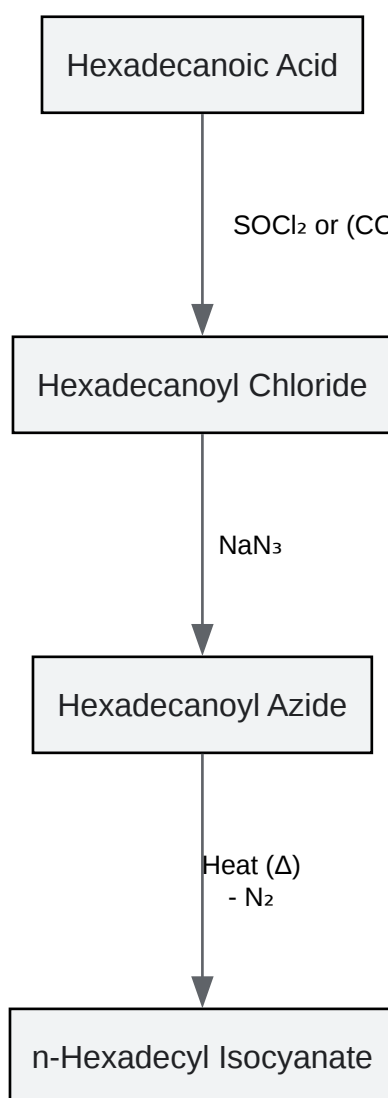 Hexadecanoic Acid
SOCl₂ or (CO
Hexadecanoyl Chloride
NaN₃
Hexadecanoyl Azide
Heat (Δ)
- N₂
n-Hexadecyl Isocyanate